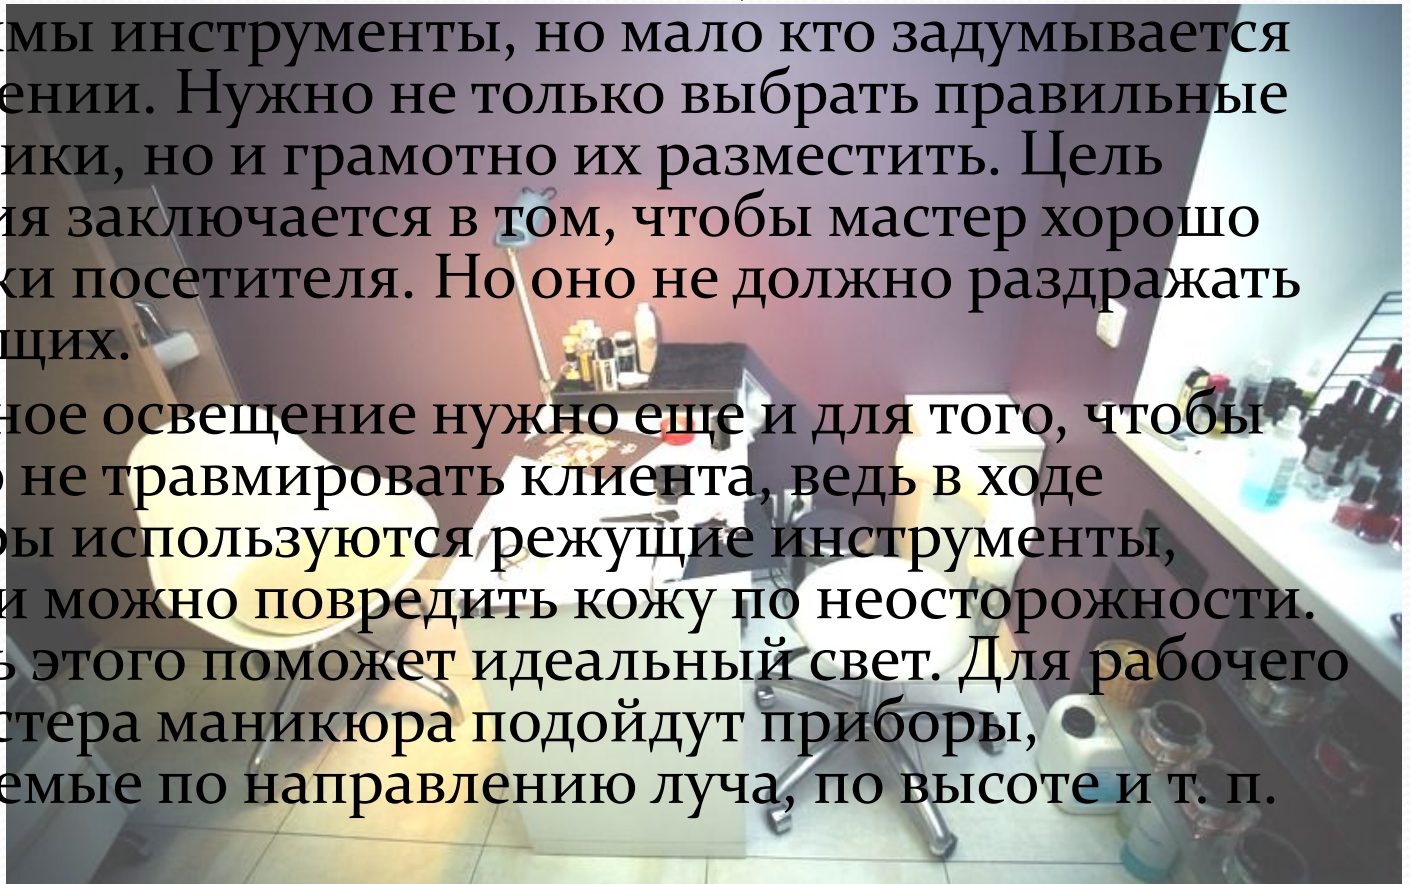 мы инструменты, но мало кто задумывается
ении. Нужно не только выбрать правильные
ики, но и грамотно их разместить. Цель
ия заключается в том, чтобы мастер хорошо
ки посетителя. Но оно не должно раздражать
щих.
ное освещение нужно еще и для того, чтобы
не травмировать клиента, ведь в ходе
ры используются режущие инструменты,
и можно повредить кожу по неосторожности.
ь этого поможет идеальный свет. Для рабочего
стера маникюра подойдут приборы,
емые по направлению луча, по высоте и т. п.